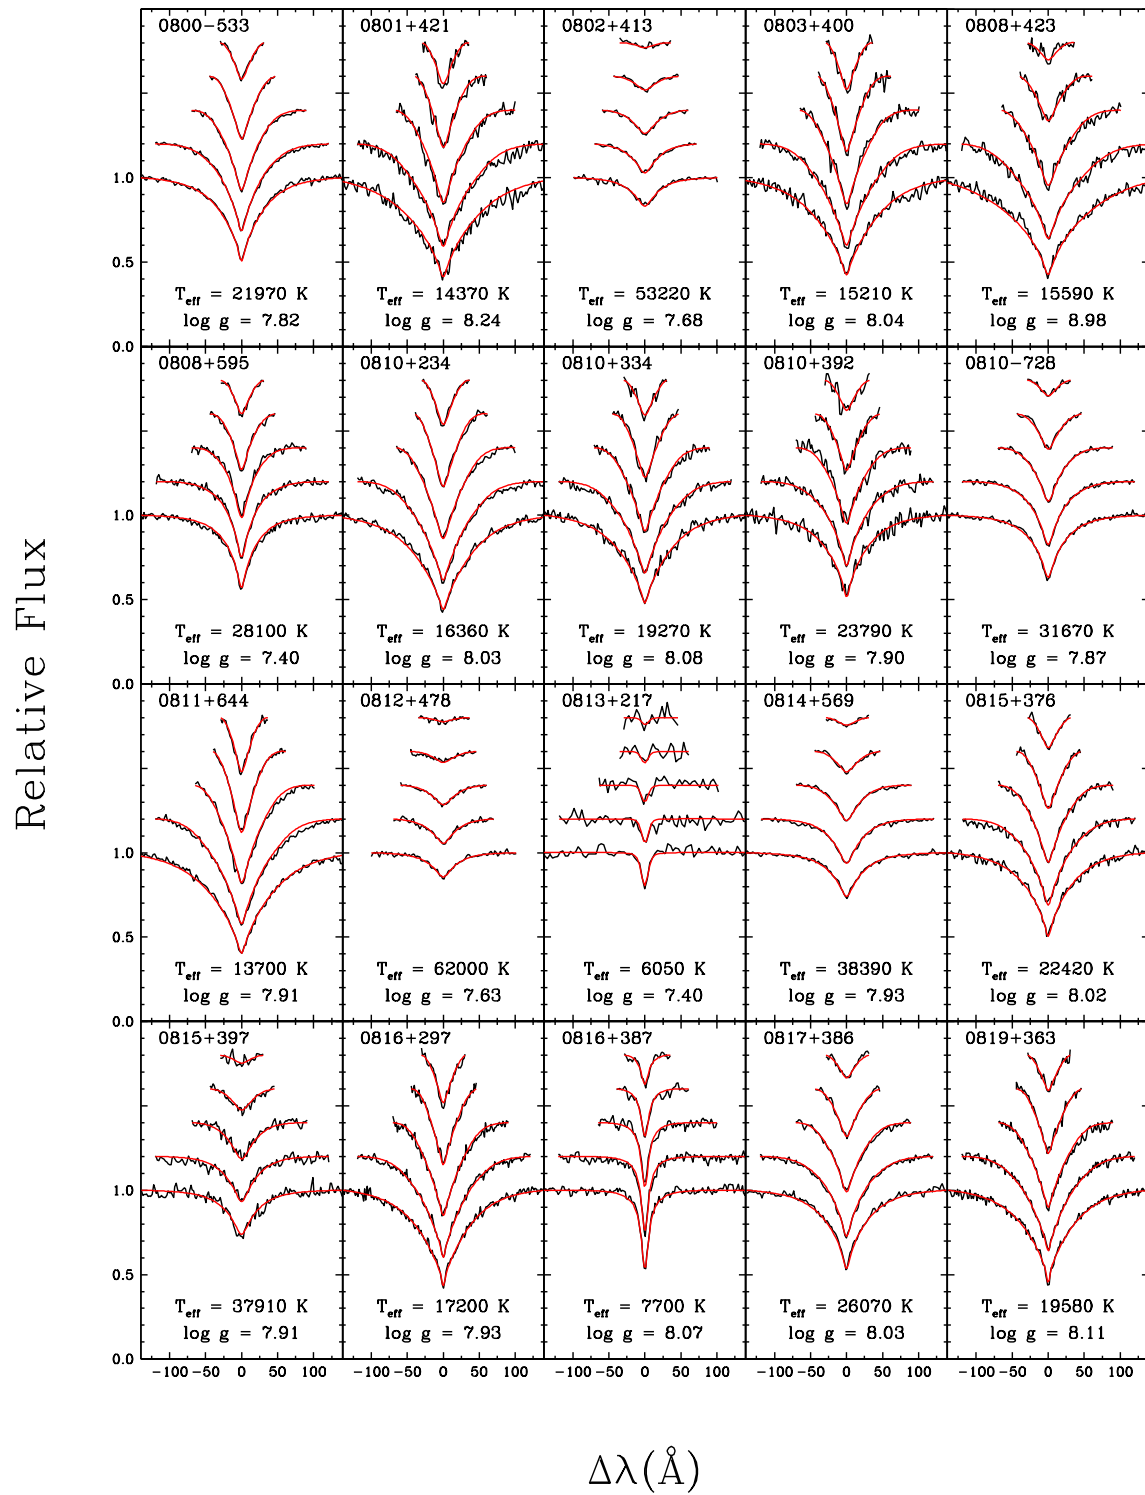 Relative Flux
0800−533
0801+421
0802+413
0803+400
0808+423
1.0
0.5
T_eff = 21970 K
log g = 7.82
T_eff = 14370 K
log g = 8.24
T_eff = 53220 K
log g = 7.68
T_eff = 15210 K
log g = 8.04
T_eff = 15590 K
log g = 8.98
0.0
0808+595
0810+234
0810+334
0810+392
0810−728
1.0
0.5
T_eff = 28100 K
log g = 7.40
T_eff = 16360 K
log g = 8.03
T_eff = 19270 K
log g = 8.08
T_eff = 23790 K
log g = 7.90
T_eff = 31670 K
log g = 7.87
0.0
0811+644
0812+478
0813+217
0814+569
0815+376
1.0
0.5
T_eff = 13700 K
log g = 7.91
T_eff = 62000 K
log g = 7.63
T_eff = 6050 K
log g = 7.40
T_eff = 38390 K
log g = 7.93
T_eff = 22420 K
log g = 8.02
0.0
0815+397
0816+297
0816+387
0817+386
0819+363
1.0
0.5
T_eff = 37910 K
log g = 7.91
T_eff = 17200 K
log g = 7.93
T_eff = 7700 K
log g = 8.07
T_eff = 26070 K
log g = 8.03
T_eff = 19580 K
log g = 8.11
0.0
−100 −50 0 50 100
−100 −50 0 50 100
−100 −50 0 50 100
−100 −50 0 50 100
−100 −50 0 50 100
Δλ(Å)